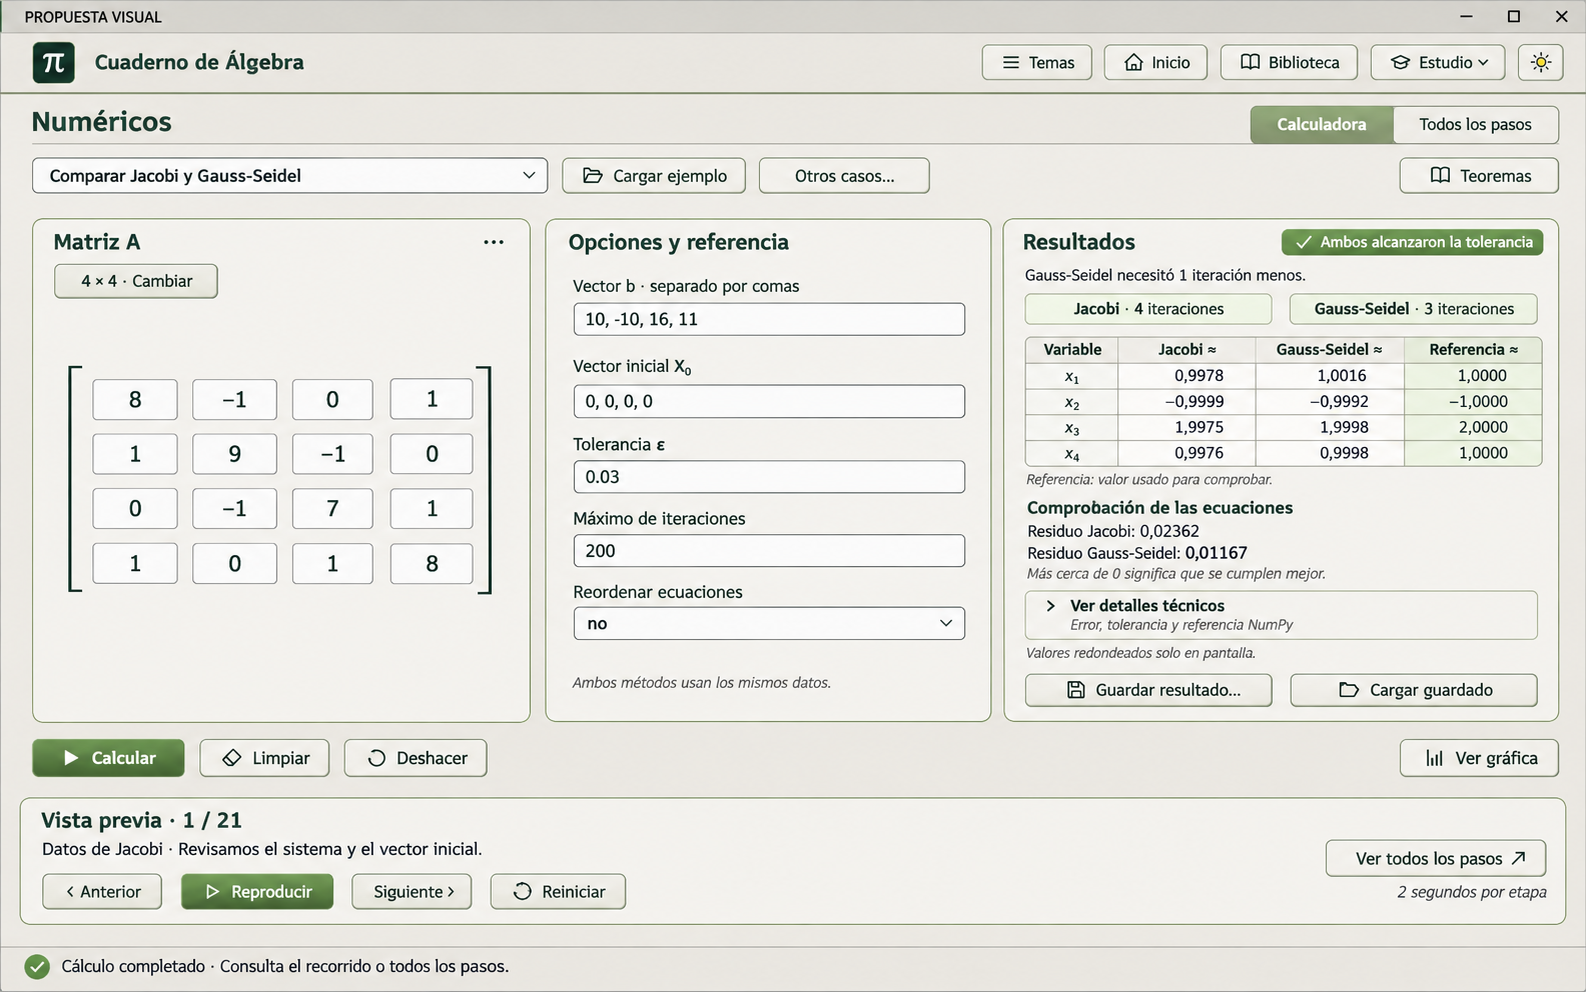 PROPUESTA VISUAL
π Cuaderno de Álgebra
Temas
Inicio
Biblioteca
Estudio
Numéricos
Calculadora
Todos los pasos
Comparar Jacobi y Gauss-Seidel
Cargar ejemplo
Otros casos...
Teoremas
Matriz A
...
4 × 4 · Cambiar
8 −1 0 1
1 9 −1 0
0 −1 7 1
1 0 1 8
Opciones y referencia
Vector b · separado por comas
10, -10, 16, 11
Vector inicial X₀
0, 0, 0, 0
Tolerancia ε
0.03
Máximo de iteraciones
200
Reordenar ecuaciones
no
Ambos métodos usan los mismos datos.
Resultados
Ambos alcanzaron la tolerancia
Gauss-Seidel necesitó 1 iteración menos.
Jacobi · 4 iteraciones
Gauss-Seidel · 3 iteraciones
Variable Jacobi ≈ Gauss-Seidel ≈ Referencia ≈
x₁ 0,9978 1,0016 1,0000
x₂ −0,9999 −0,9992 −1,0000
x₃ 1,9975 1,9998 2,0000
x₄ 0,9976 0,9998 1,0000
Referencia: valor usado para comprobar.
Comprobación de las ecuaciones
Residuo Jacobi: 0,02362
Residuo Gauss-Seidel: 0,01167
Más cerca de 0 significa que se cumplen mejor.
Ver detalles técnicos
Error, tolerancia y referencia NumPy
Valores redondeados solo en pantalla.
Guardar resultado...
Cargar guardado
Calcular
Limpiar
Deshacer
Ver gráfica
Vista previa · 1 / 21
Datos de Jacobi · Revisamos el sistema y el vector inicial.
‹ Anterior
Reproducir
Siguiente ›
Reiniciar
Ver todos los pasos
2 segundos por etapa
Cálculo completado · Consulta el recorrido o todos los pasos.